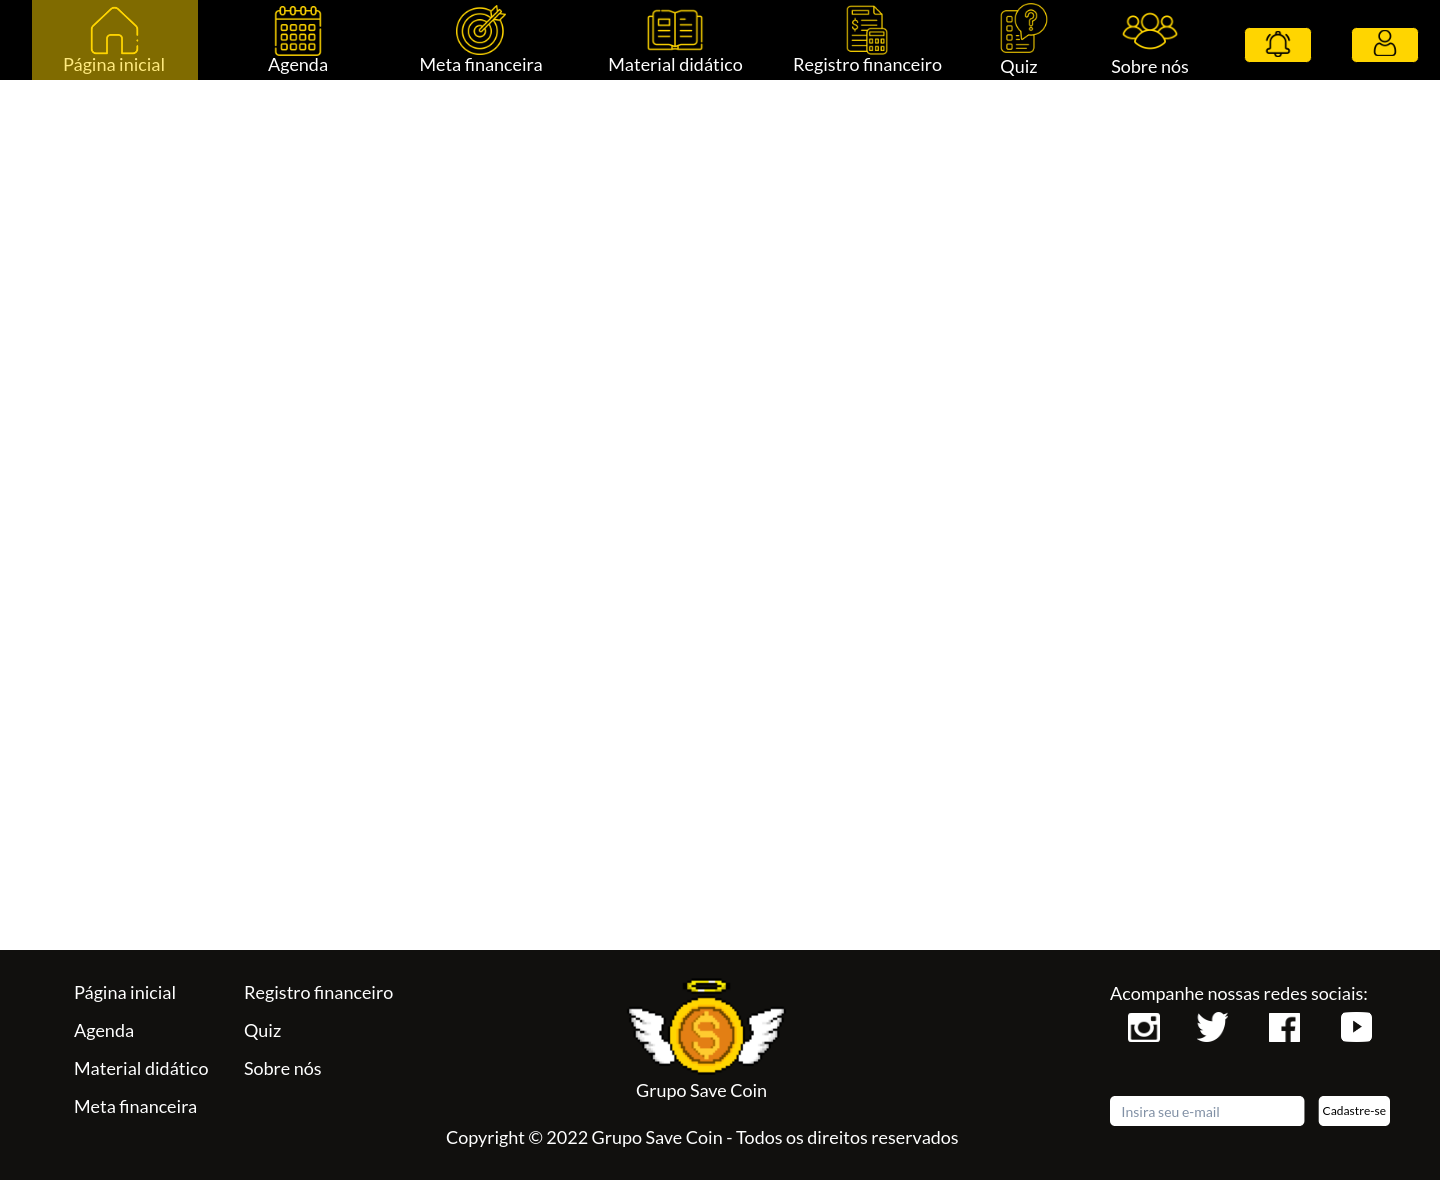 Página inicial
Agenda
Meta financeira
Material didático
Registro financeiro
Quiz
Sobre nós
Página inicial
Agenda
Material didático
Meta financeira
Registro financeiro
Quiz
Sobre nós
Grupo Save Coin
Copyright © 2022 Grupo Save Coin - Todos os direitos reservados
Acompanhe nossas redes sociais:
Insira seu e-mail
Cadastre-se